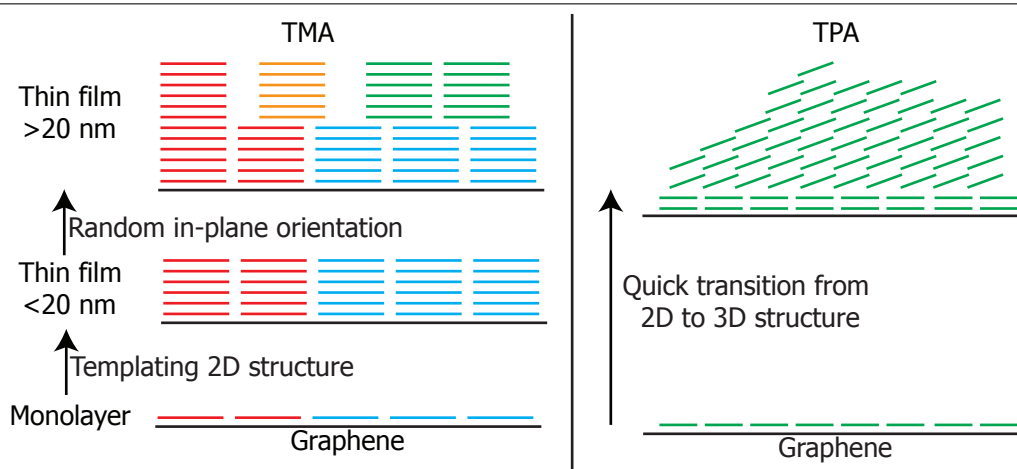 TMA
Thin film
>20 nm
Random in-plane orientation
Thin film
<20 nm
Templating 2D structure
Monolayer
Graphene
TPA
Quick transition from
2D to 3D structure
Graphene